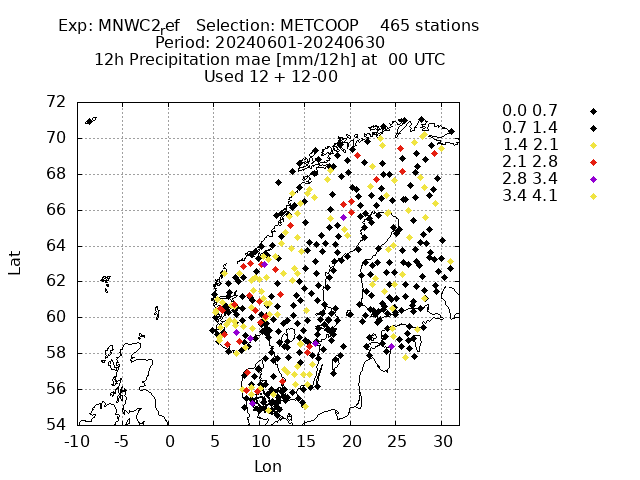 Exp: MNWC2ref   Selection: METCOOP    465 stations
Period: 20240601-20240630
12h Precipitation mae [mm/12h] at  00 UTC
Used 12 + 12-00
72
70
68
66
64
62
60
58
56
54
-10 -5 0 5 10 15 20 25 30
Lat
Lon
0.0 0.7
0.7 1.4
1.4 2.1
2.1 2.8
2.8 3.4
3.4 4.1